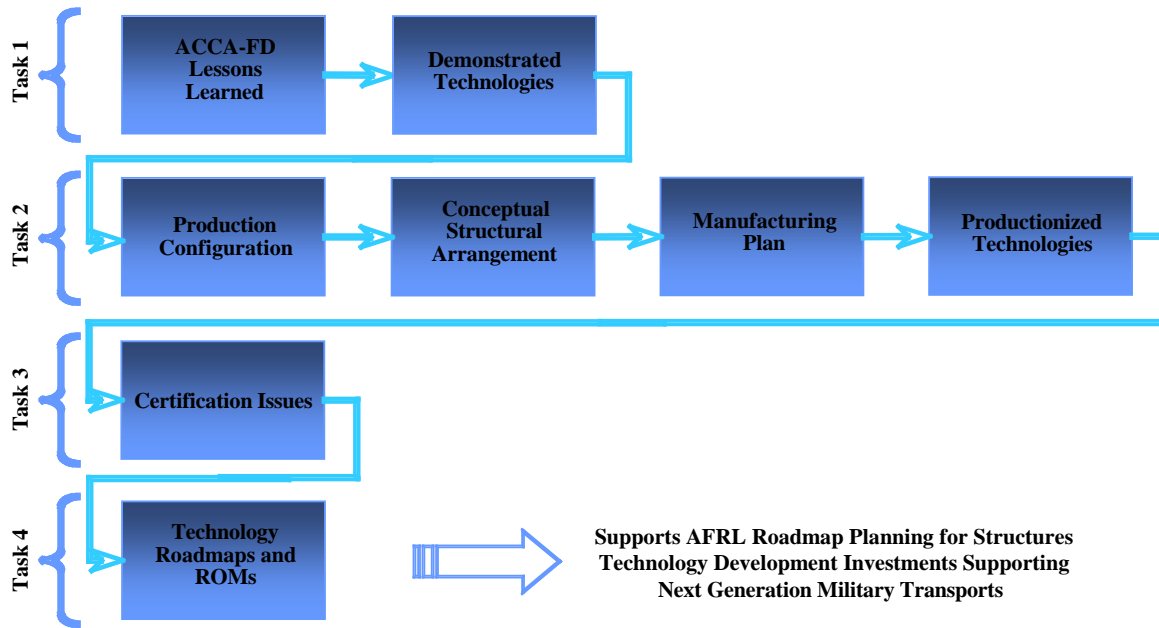 Task 1
ACCA-FD
Lessons
Learned
Demonstrated
Technologies
Task 2
Production
Configuration
Conceptual
Structural
Arrangement
Manufacturing
Plan
Productionized
Technologies
Task 3
Certification Issues
Task 4
Technology
Roadmaps and
ROMs
Supports AFRL Roadmap Planning for Structures
Technology Development Investments Supporting
Next Generation Military Transports